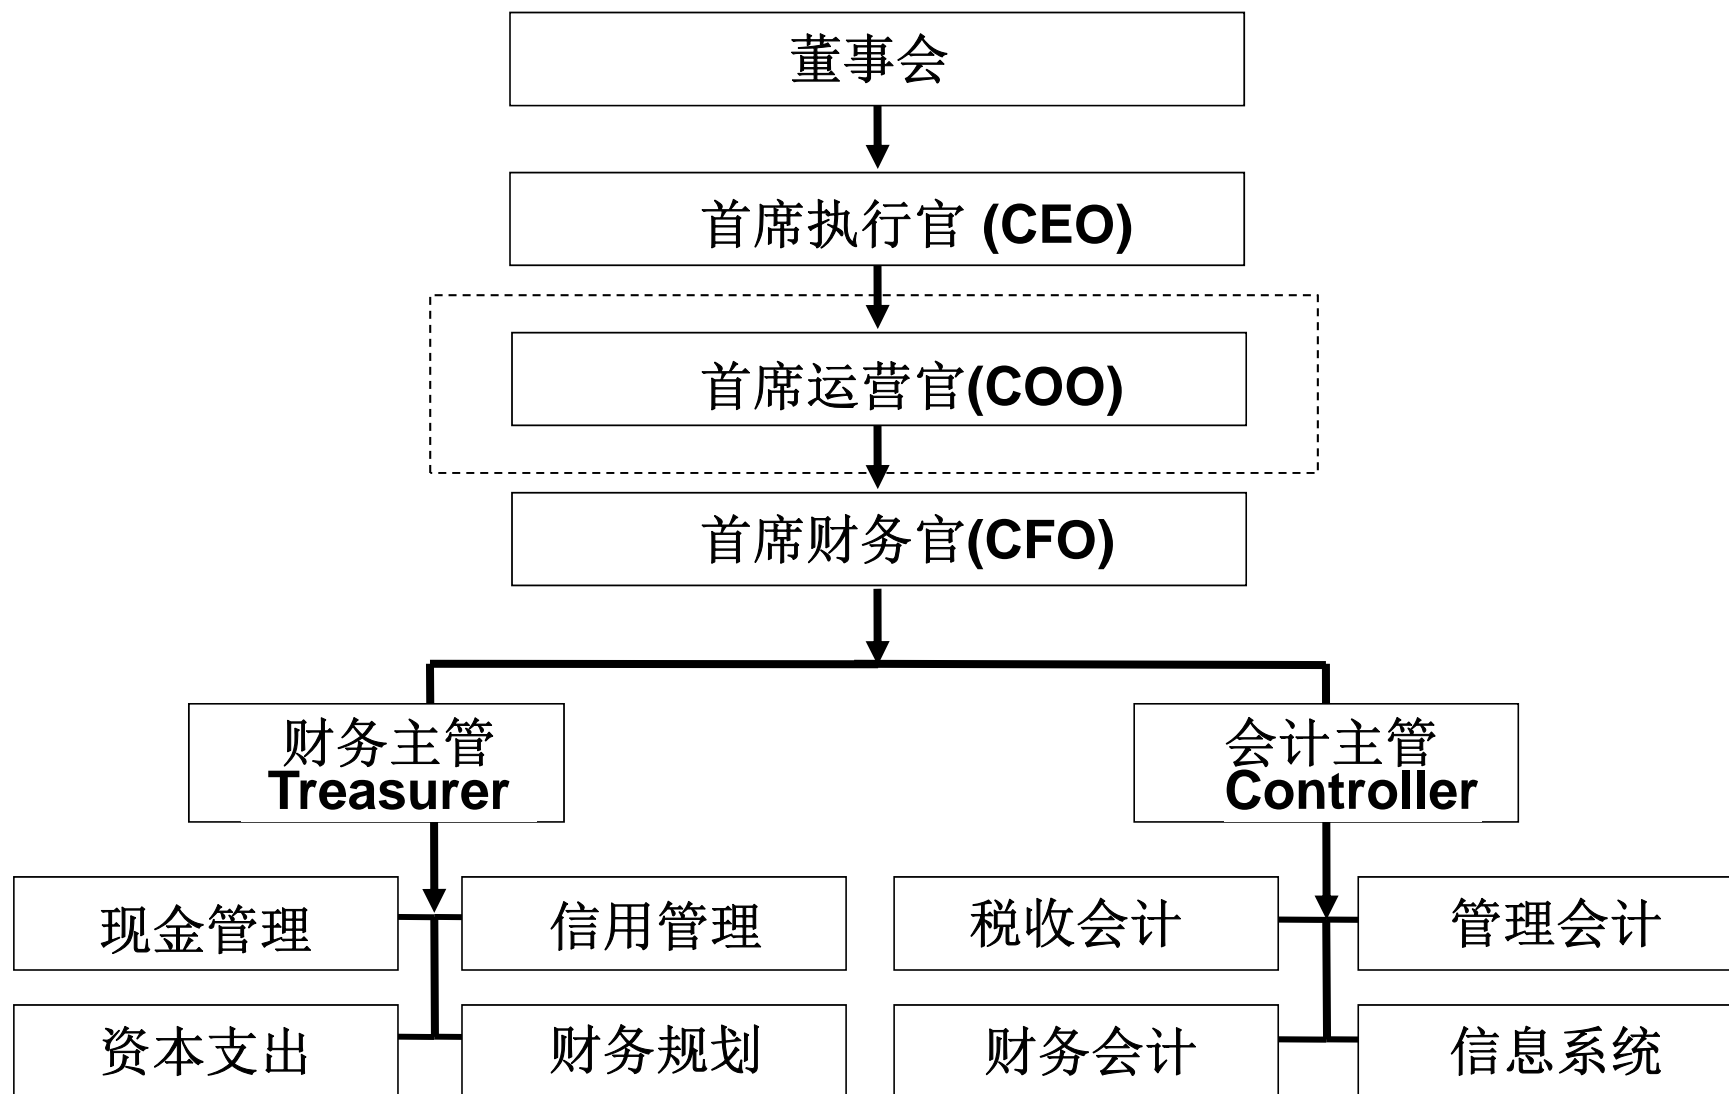 董事会
首席执行官 (CEO)
首席运营官(COO)
首席财务官(CFO)
财务主管
Treasurer
会计主管
Controller
现金管理
信用管理
税收会计
管理会计
资本支出
财务规划
财务会计
信息系统